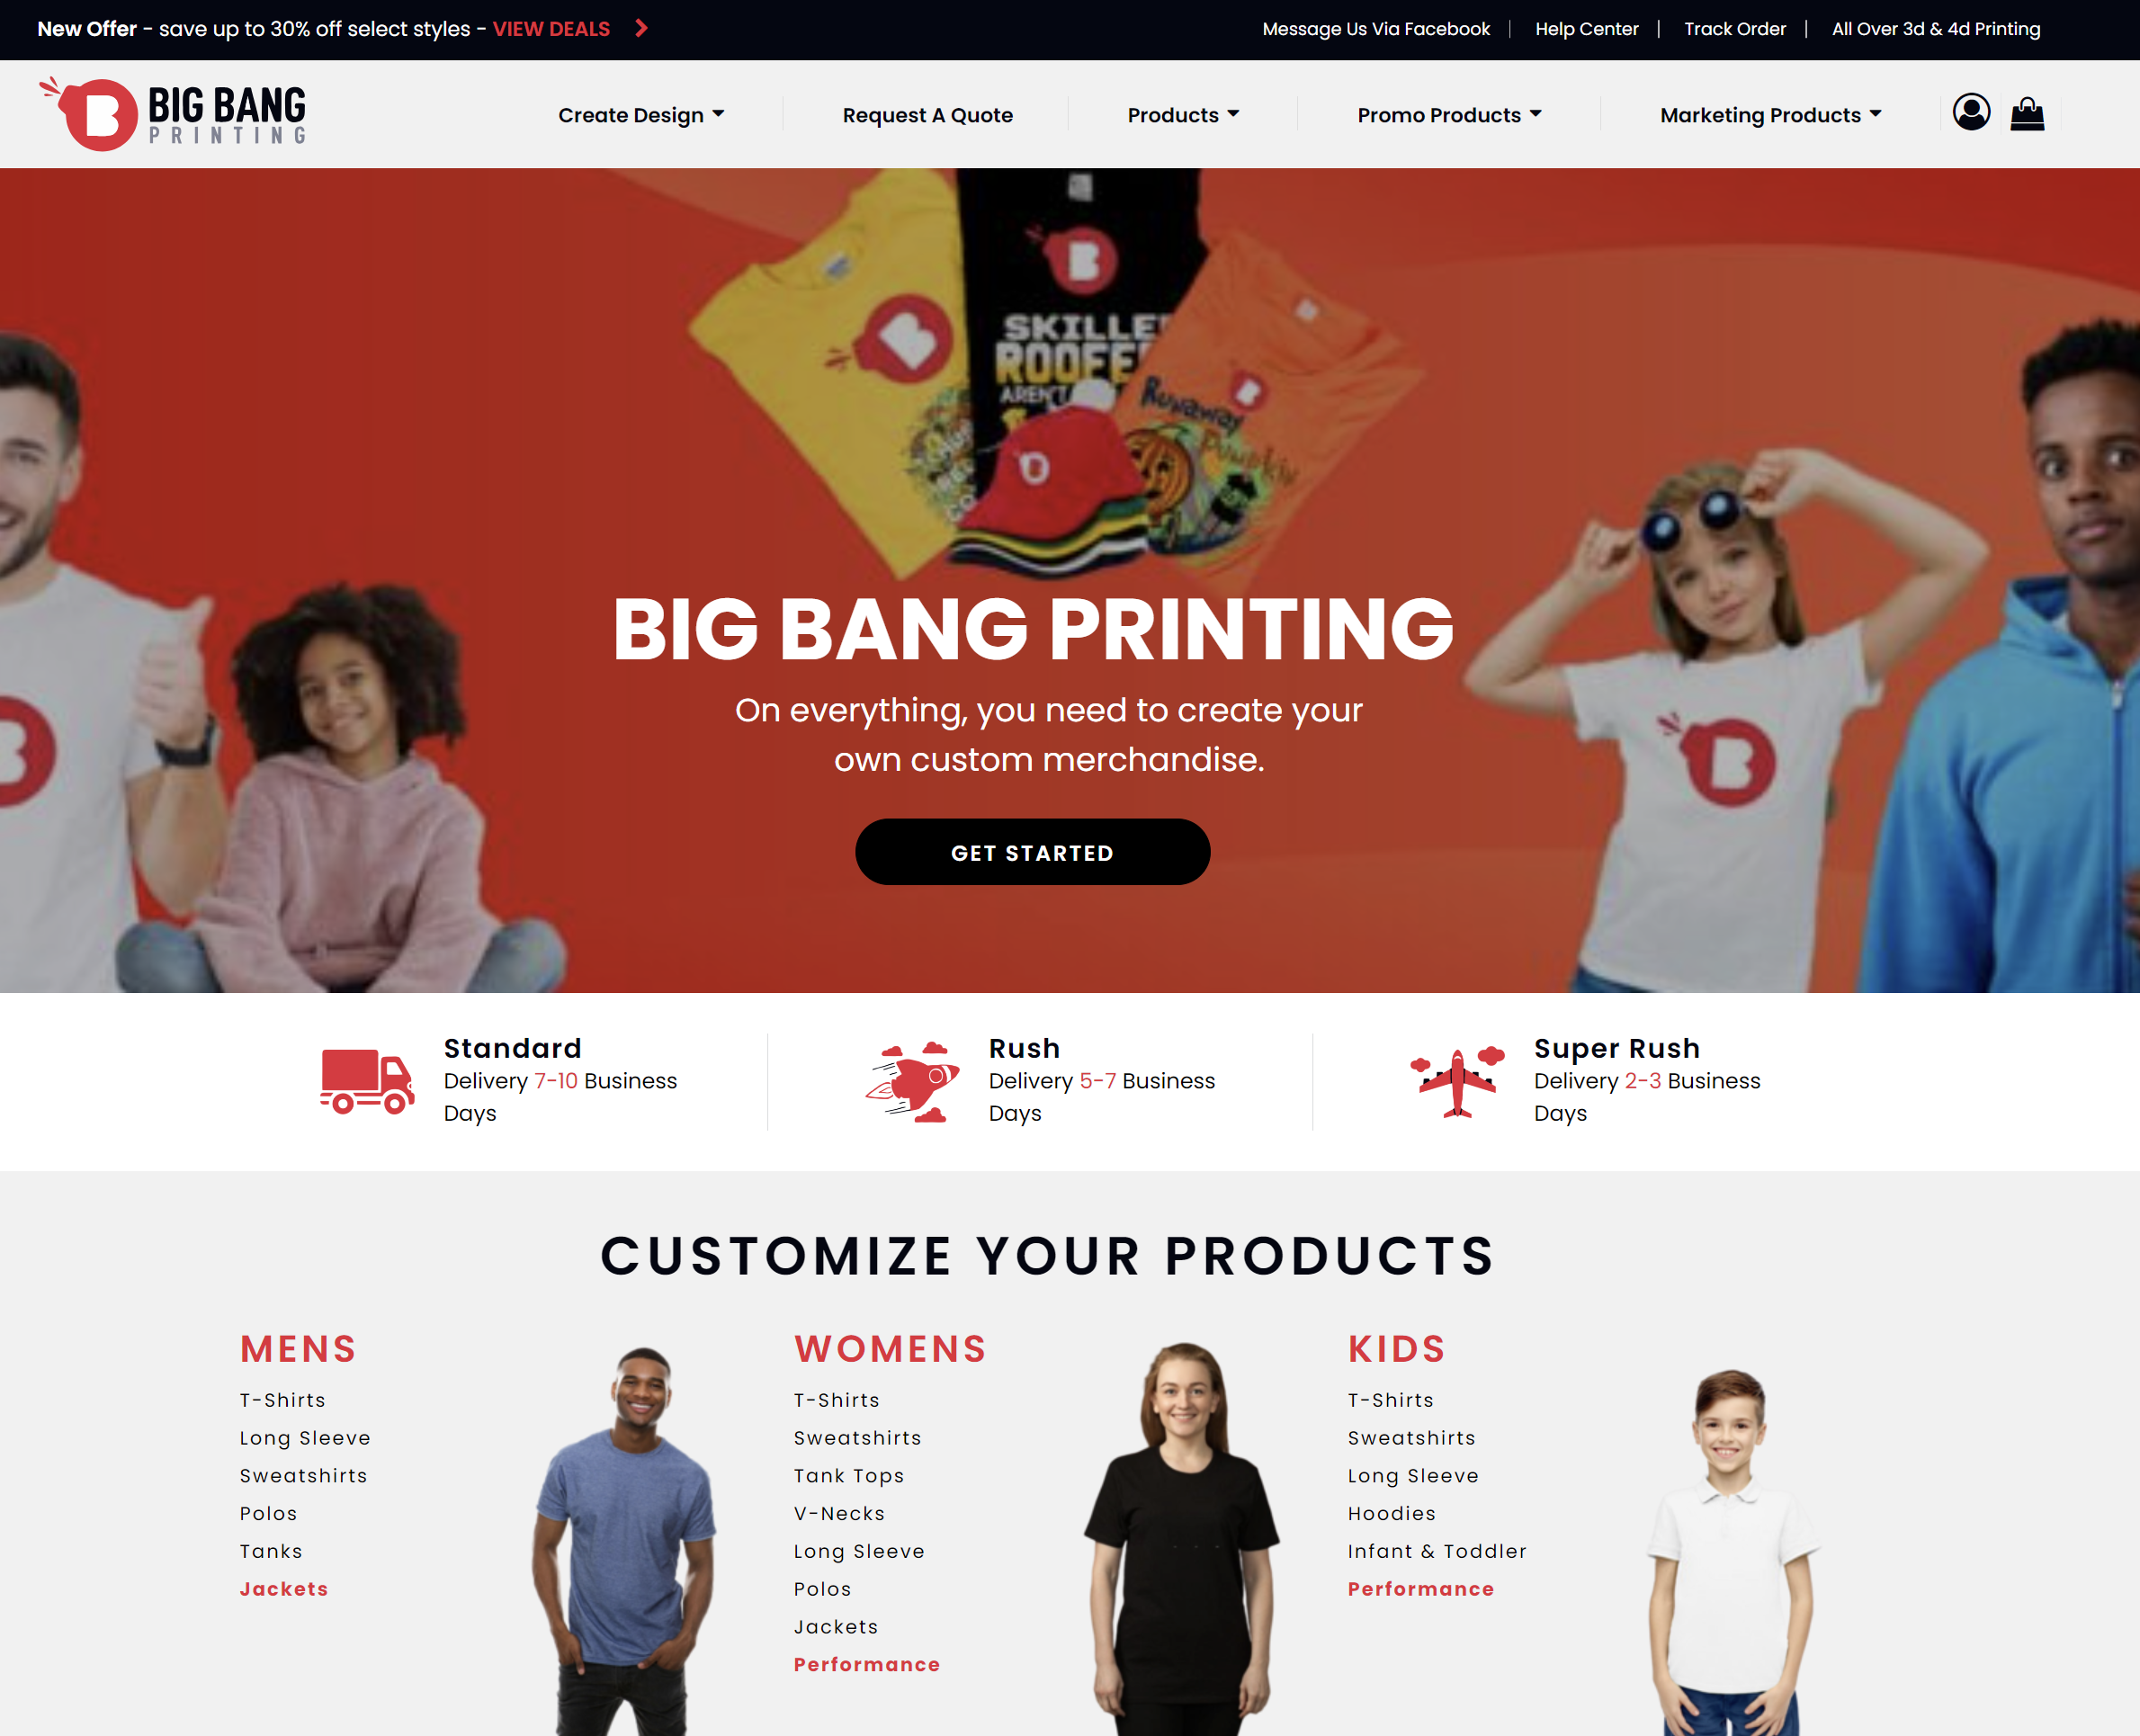 New Offer - save up to 30% off select styles - VIEW DEALS
Message Us Via Facebook | Help Center | Track Order | All Over 3d & 4d Printing
BIG BANG
PRINTING
Create Design
Request A Quote
Products
Promo Products
Marketing Products
SKILLE
ROOFE
AREN'T
Runaway
Pumpkin
BIG BANG PRINTING
On everything, you need to create your
own custom merchandise.
GET STARTED
Standard
Delivery 7-10 Business
Days
Rush
Delivery 5-7 Business
Days
Super Rush
Delivery 2-3 Business
Days
CUSTOMIZE YOUR PRODUCTS
MENS
T-Shirts
Long Sleeve
Sweatshirts
Polos
Tanks
Jackets
WOMENS
T-Shirts
Sweatshirts
Tank Tops
V-Necks
Long Sleeve
Polos
Jackets
Performance
KIDS
T-Shirts
Sweatshirts
Long Sleeve
Hoodies
Infant & Toddler
Performance